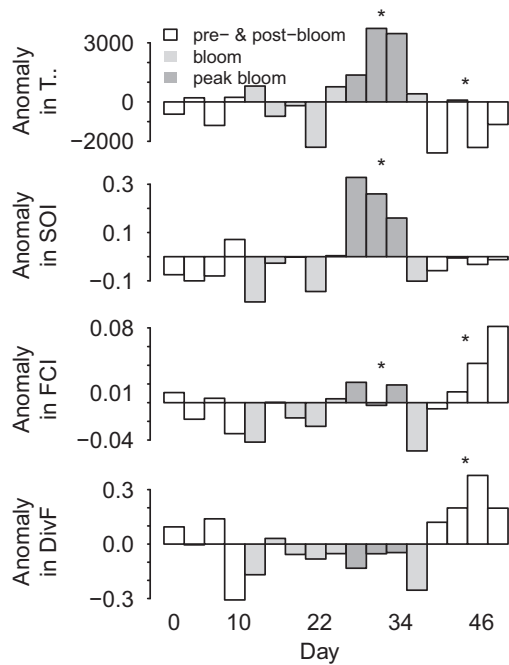 pre- & post-bloom
bloom
peak bloom
Anomaly
in T..
3000
0
−2000
*
*
Anomaly
in SOI
0.3
0.1
−0.1
*
Anomaly
in FCI
0.08
0.01
−0.04
*
*
Anomaly
in DivF
0.3
0.0
−0.3
*
0 10 22 34 46
Day